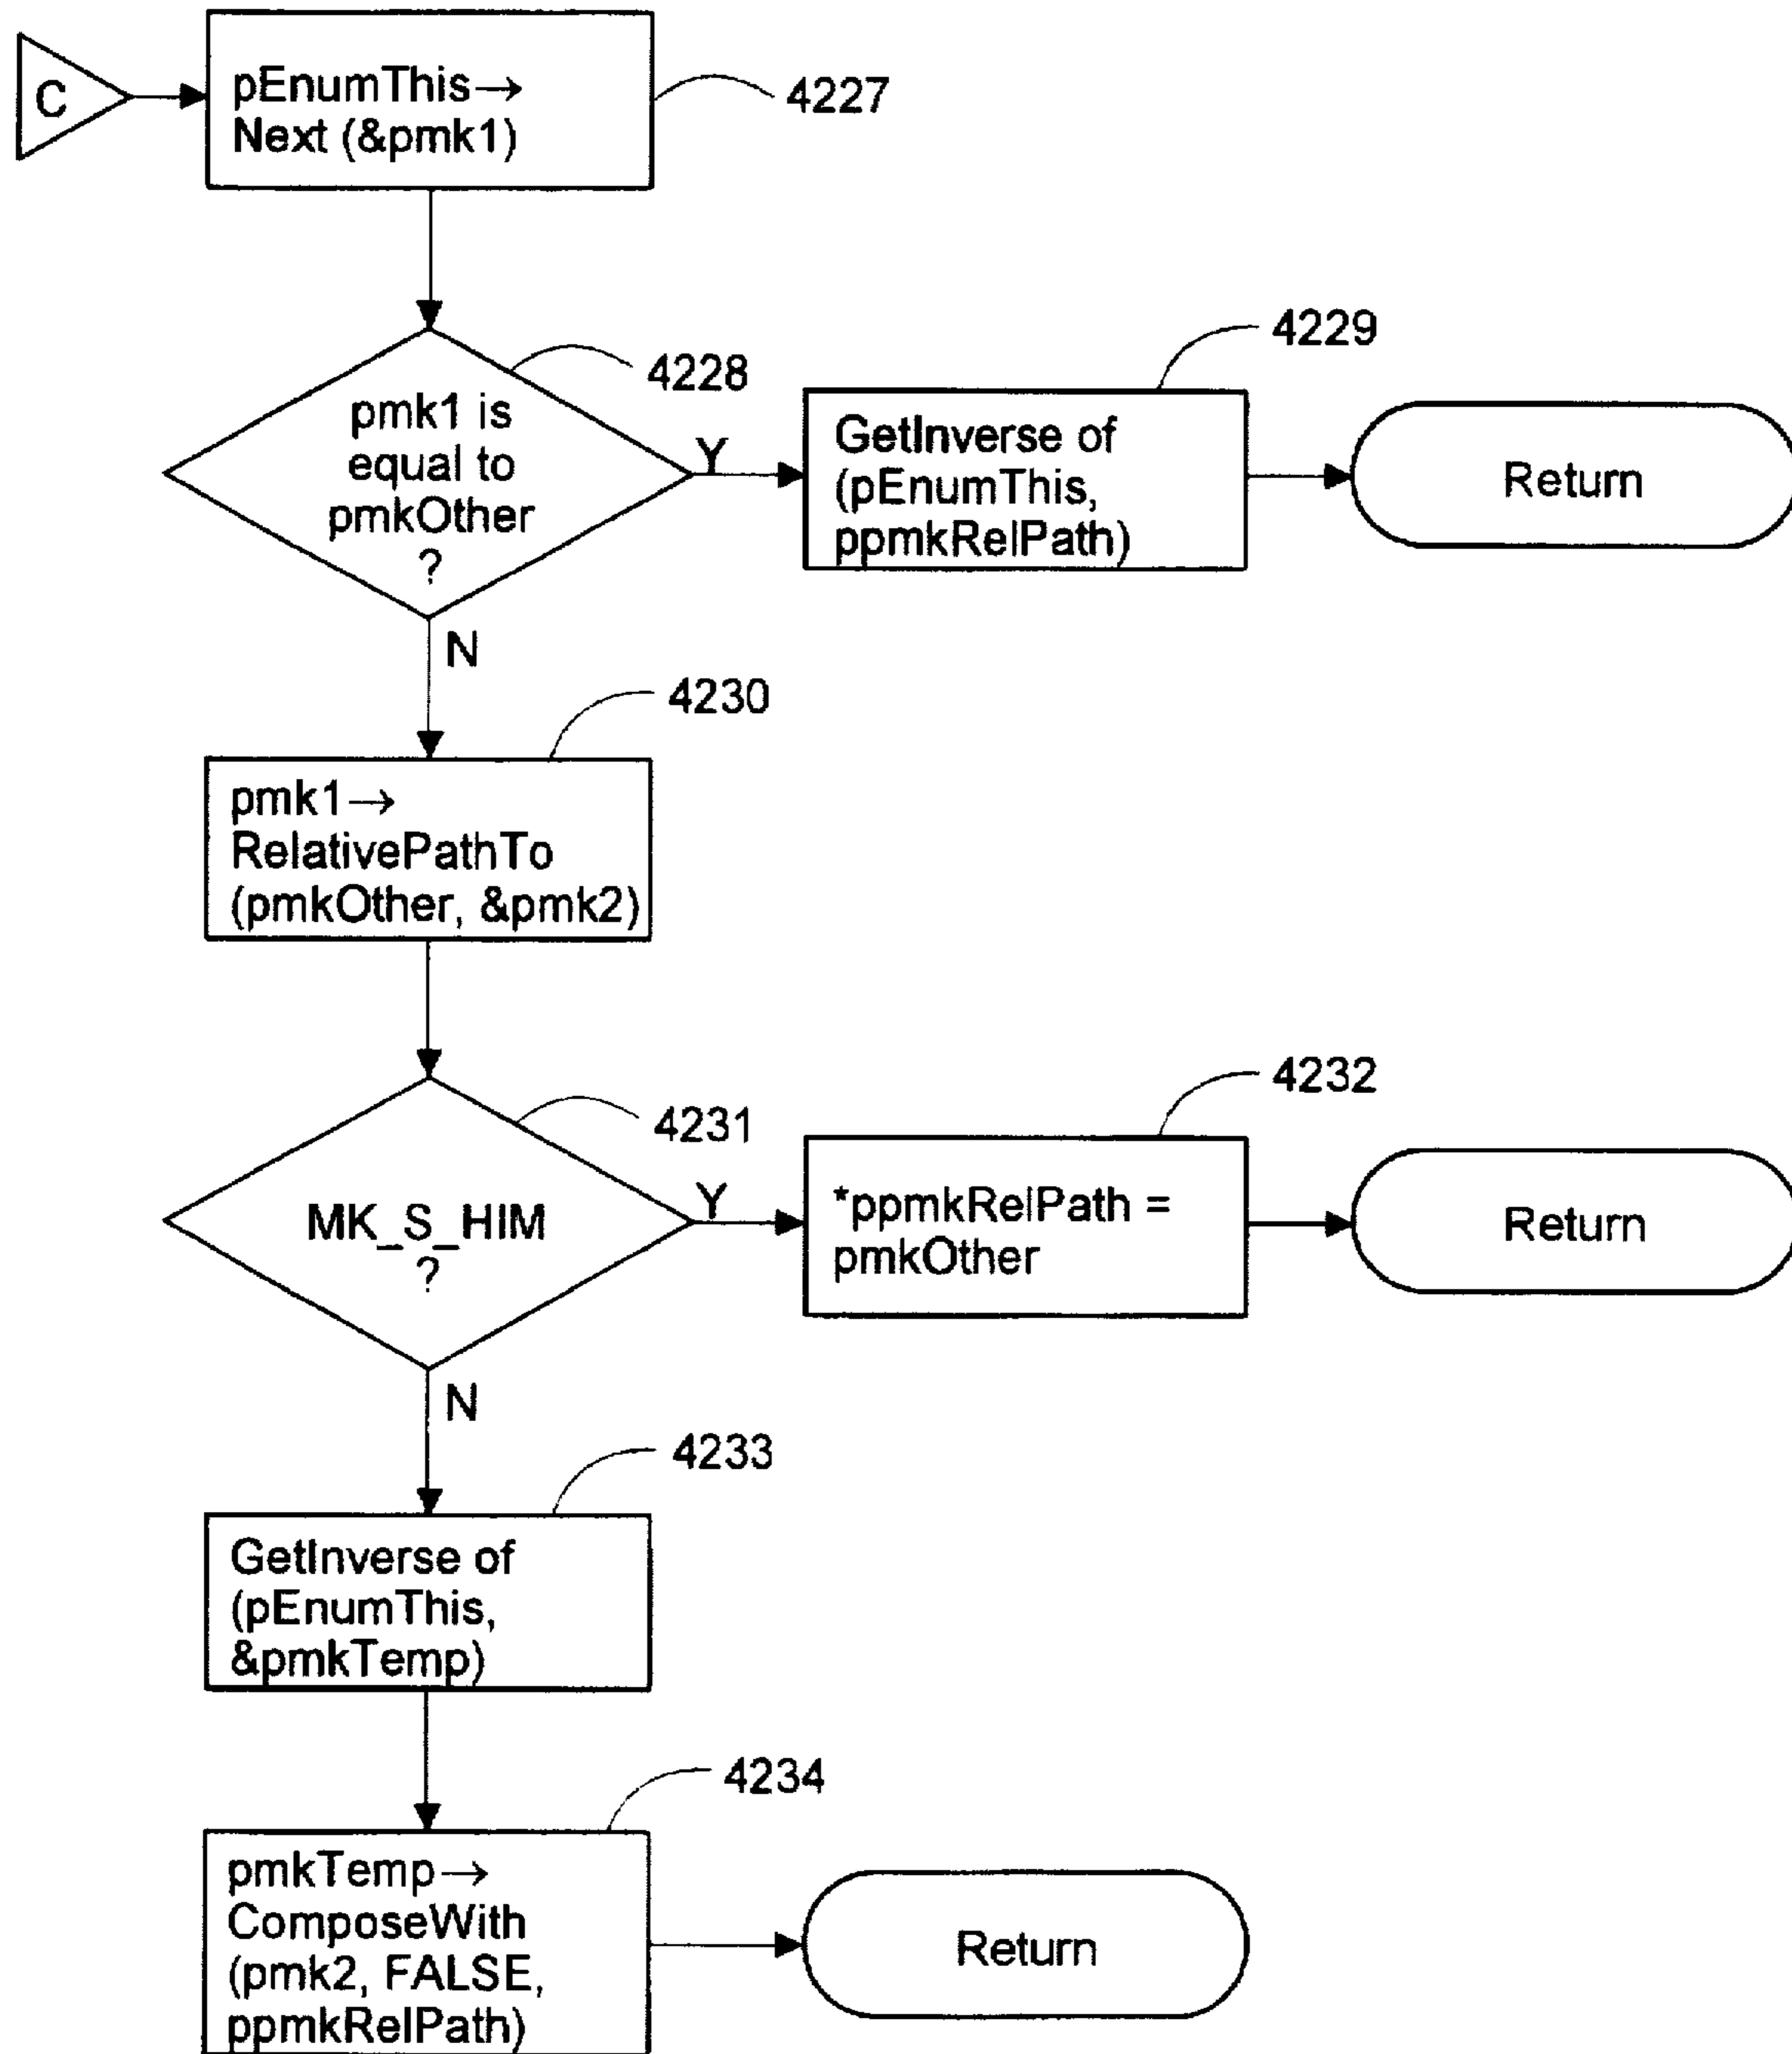 C
pEnumThis→
Next (&pmk1)
4227
4228
pmk1 is
equal to
pmkOther
?
Y
4229
GetInverse of
(pEnumThis,
ppmkRelPath)
Return
N
4230
pmk1→
RelativePathTo
(pmkOther, &pmk2)
4231
MK_S_HIM
?
Y
4232
*ppmkRelPath =
pmkOther
Return
N
4233
GetInverse of
(pEnumThis,
&pmkTemp)
4234
pmkTemp→
ComposeWith
(pmk2, FALSE,
ppmkRelPath)
Return